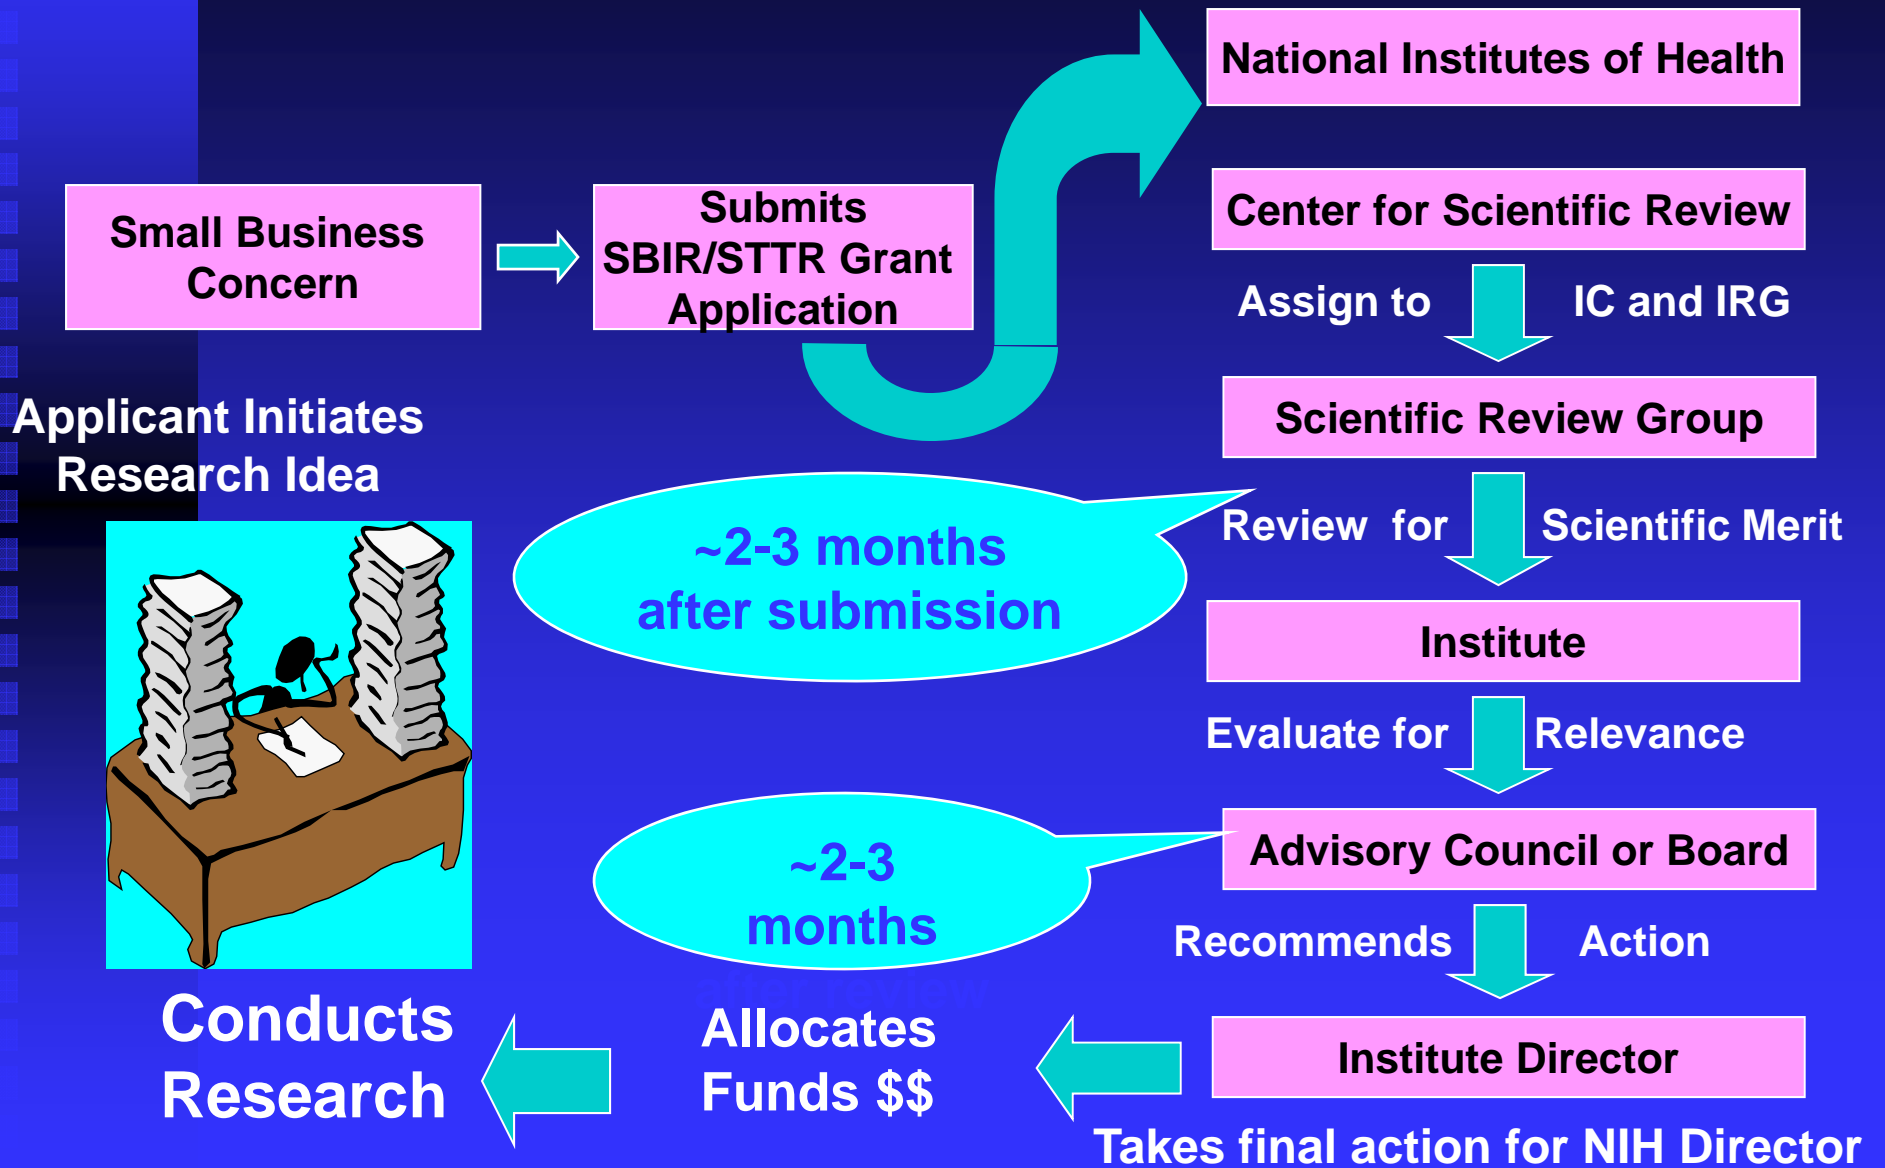 National Institutes of Health
Small Business
Concern
Submits
SBIR/STTR Grant
Application
Center for Scientific Review
Assign to IC and IRG
Applicant Initiates
Research Idea
Scientific Review Group
~2-3 months
after submission
Review for Scientific Merit
Institute
Evaluate for Relevance
~2-3
months
after review
Advisory Council or Board
Recommends Action
Institute Director
Takes final action for NIH Director
Allocates
Funds $$
Conducts
Research